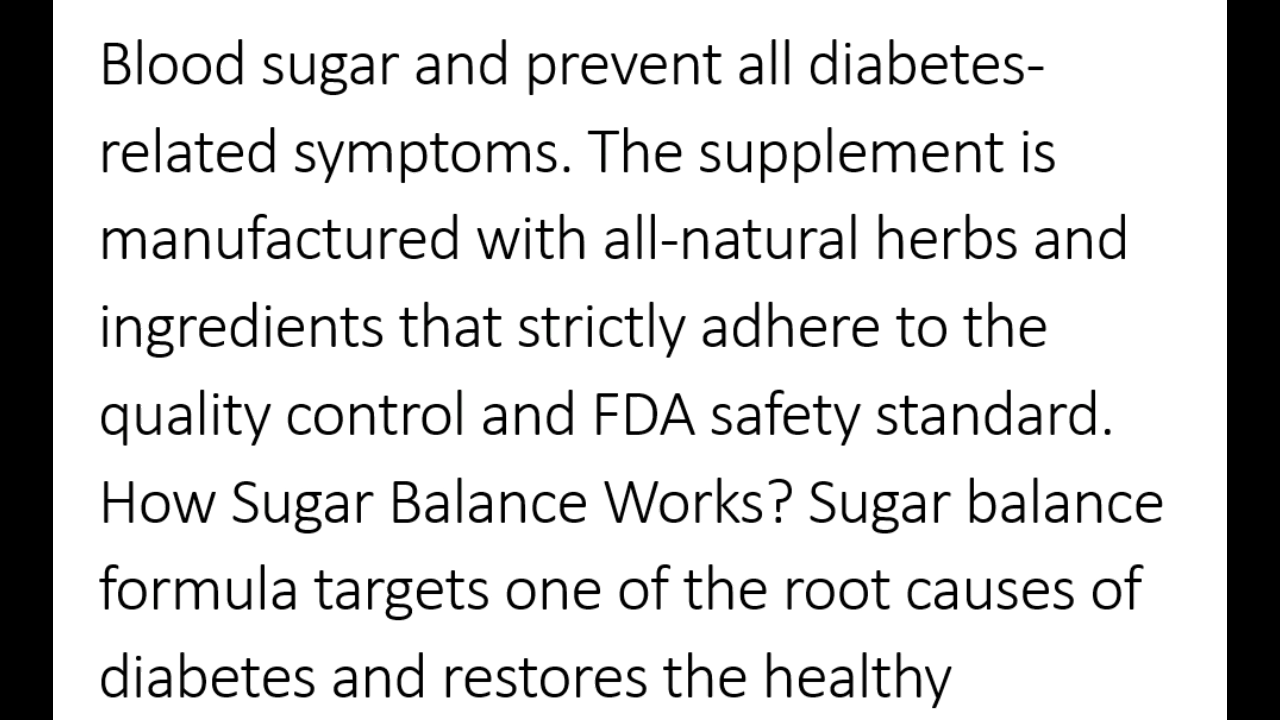 Blood sugar and prevent all diabetes-
related symptoms. The supplement is
manufactured with all-natural herbs and
ingredients that strictly adhere to the
quality control and FDA safety standard.
How Sugar Balance Works? Sugar balance
formula targets one of the root causes of
diabetes and restores the healthy